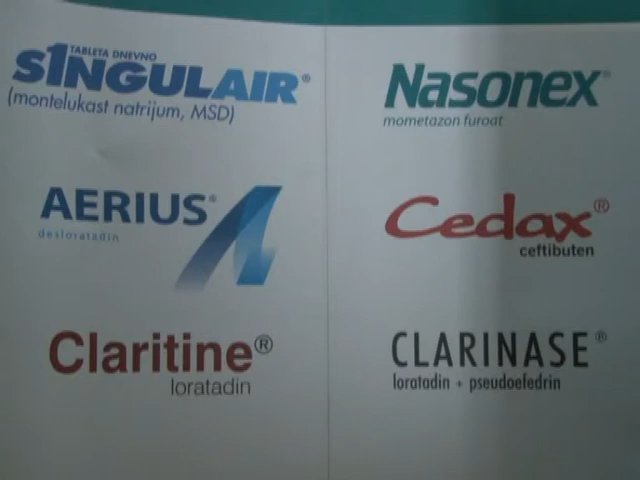 TABLETA DNEVNO
S1NGULAIR®
(montelukast natrijum, MSD)
Nasonex®
mometazon furoat
AERIUS®
desloratadin
Cedax®
ceftibuten
Claritine®
loratadin
CLARINASE®
loratadin + pseudoefedrin